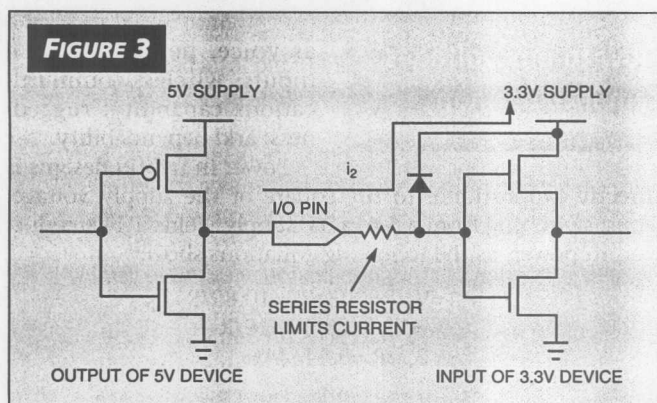 FIGURE 3
5V SUPPLY
3.3V SUPPLY
i2
I/O PIN
SERIES RESISTOR
LIMITS CURRENT
OUTPUT OF 5V DEVICE
INPUT OF 3.3V DEVICE